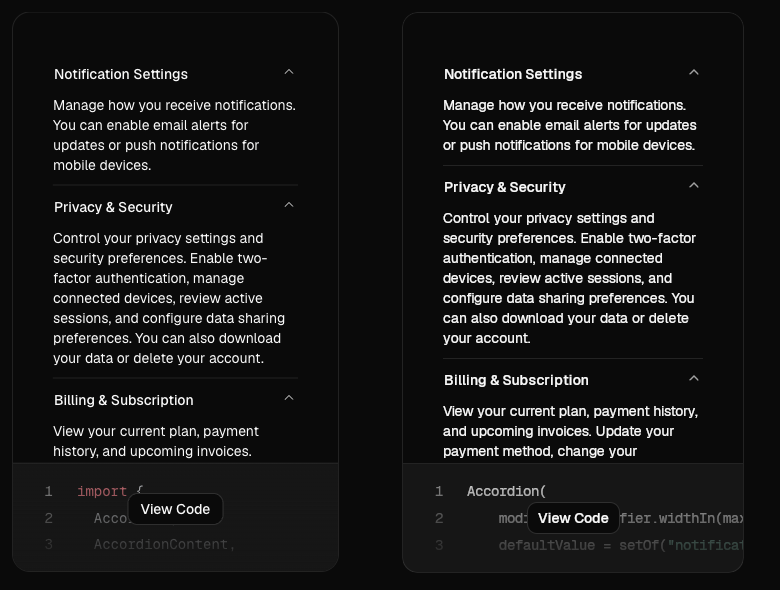 Notification Settings
Manage how you receive notifications.
You can enable email alerts for
updates or push notifications for
mobile devices.
Privacy & Security
Control your privacy settings and
security preferences. Enable two-
factor authentication, manage
connected devices, review active
sessions, and configure data sharing
preferences. You can also download
your data or delete your account.
Billing & Subscription
View your current plan, payment
history, and upcoming invoices.
1 import {
2
View Code
3 AccordionContent,
Notification Settings
Manage how you receive notifications.
You can enable email alerts for updates
or push notifications for mobile devices.
Privacy & Security
Control your privacy settings and
security preferences. Enable two-factor
authentication, manage connected
devices, review active sessions, and
configure data sharing preferences. You
can also download your data or delete
your account.
Billing & Subscription
View your current plan, payment history,
and upcoming invoices. Update your
payment method, change your
1 Accordion(
2
View Code
3 defaultValue = setOf("notificat